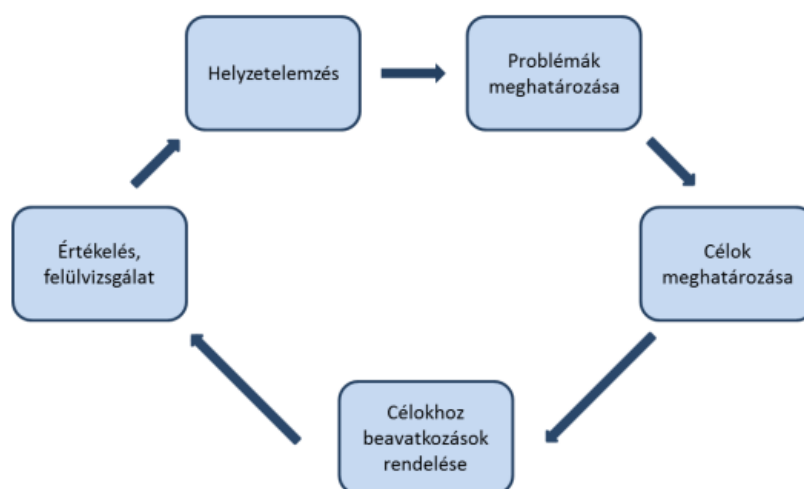 Helyzetelemzés
Problémák
meghatározása
Célok
meghatározása
Célokhoz
beavatkozások
rendelése
Értékelés,
felülvizsgálat